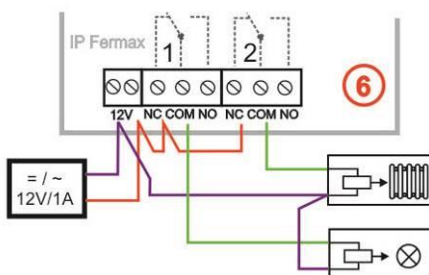 IP Fermax
1 2
6
12V NC COM NO NC COM NO
= / ~
12V/1A